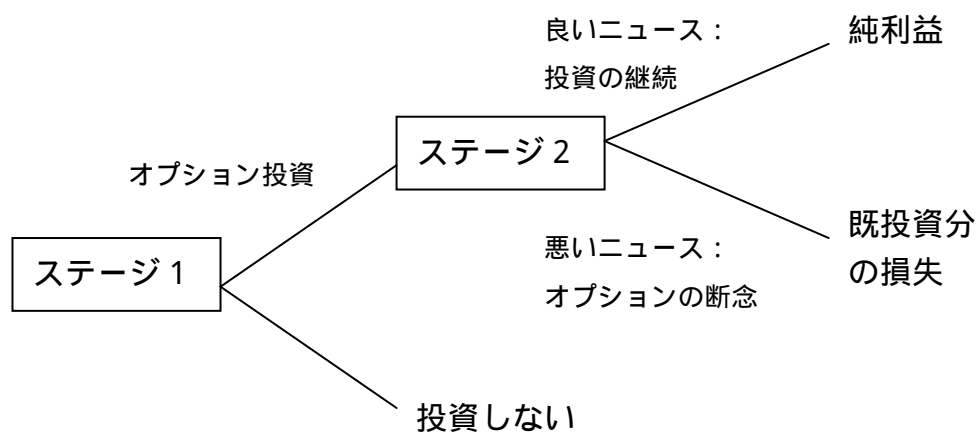 良いニュース：
投資の継続
純利益
ステージ2
オプション投資
既投資分
の損失
悪いニュース：
オプションの断念
ステージ1
投資しない